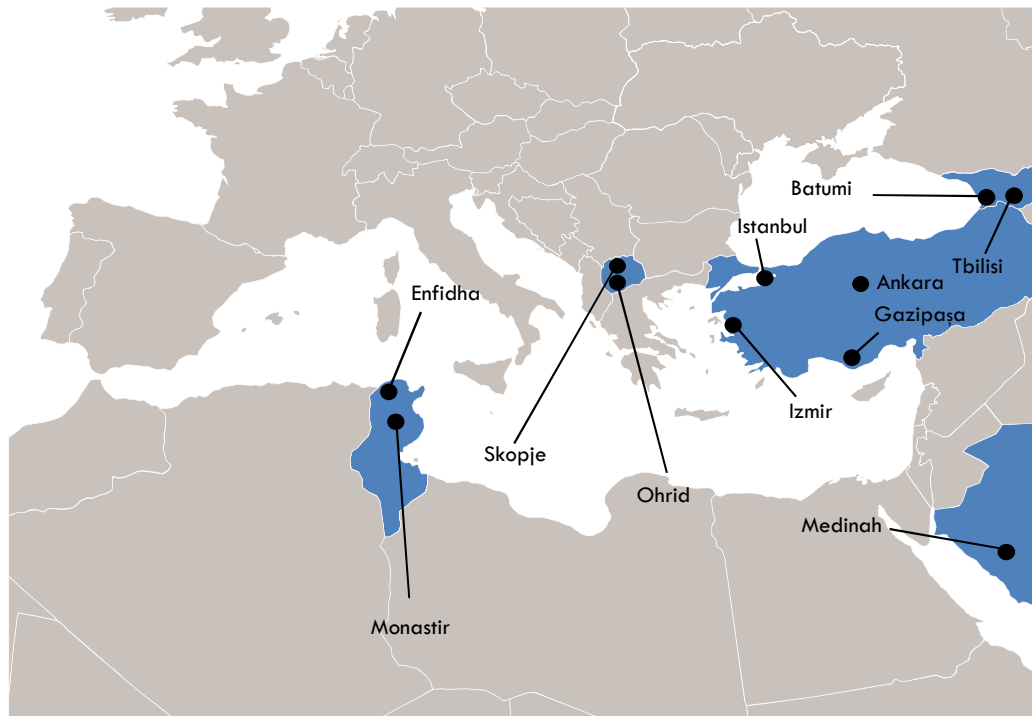 Batumi
Istanbul
Tbilisi
Ankara
Enfidha
Gazipaşa
Izmir
Skopje
Ohrid
Medinah
Monastir